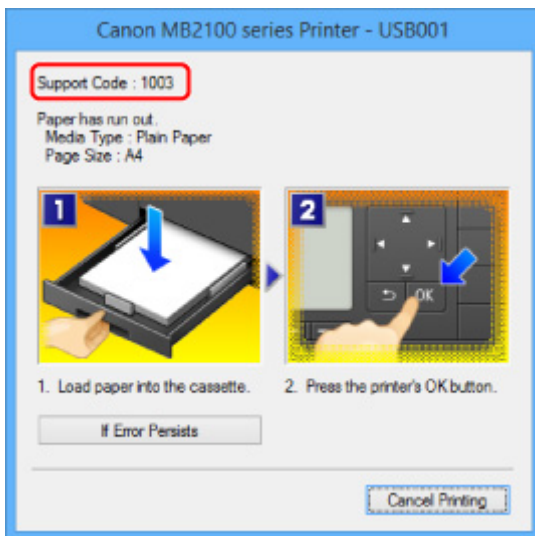 Canon MB2100 series Printer - USB001
Support Code : 1003
Paper has run out.
Media Type : Plain Paper
Page Size : A4
1
2
OK
1. Load paper into the cassette.
2. Press the printer's OK button.
If Error Persists
Cancel Printing